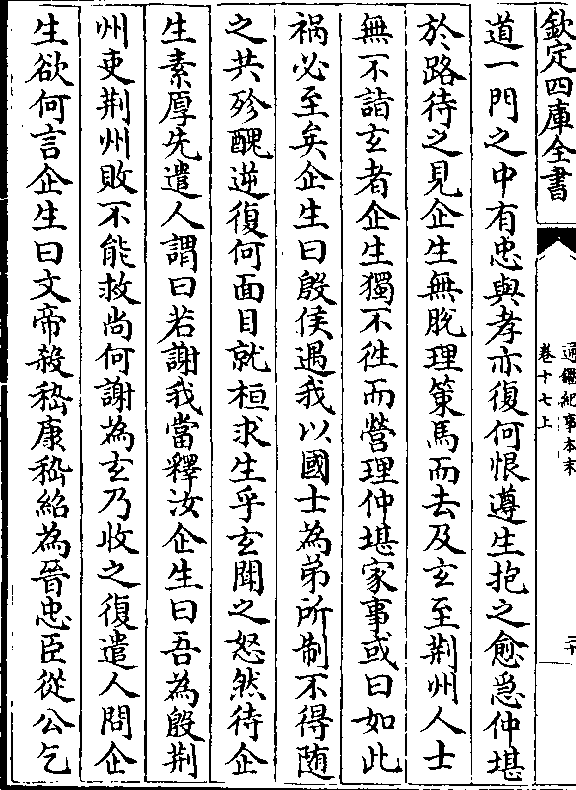 欽定四庫全書
通鑑紀事本末
卷十七上
二十
道一門之中有忠與孝亦復何恨遵生抱之愈急仲堪
於路待之見企生無脫理策馬而去及玄至荆州人士
無不詣玄者企生獨不徃而營理仲堪家事或曰如此
禍必至矣企生曰殷侯遇我以國士為弟所制不得随
之共殄醜逆復何面目就桓求生乎玄聞之怒然待企
生素厚先遣人謂曰若謝我當釋汝企生曰吾為殷荆
州吏荆州敗不能救尚何謝為玄乃收之復遣人問企
生欲何言企生曰文帝殺嵇康嵇紹為晉忠臣從公乞